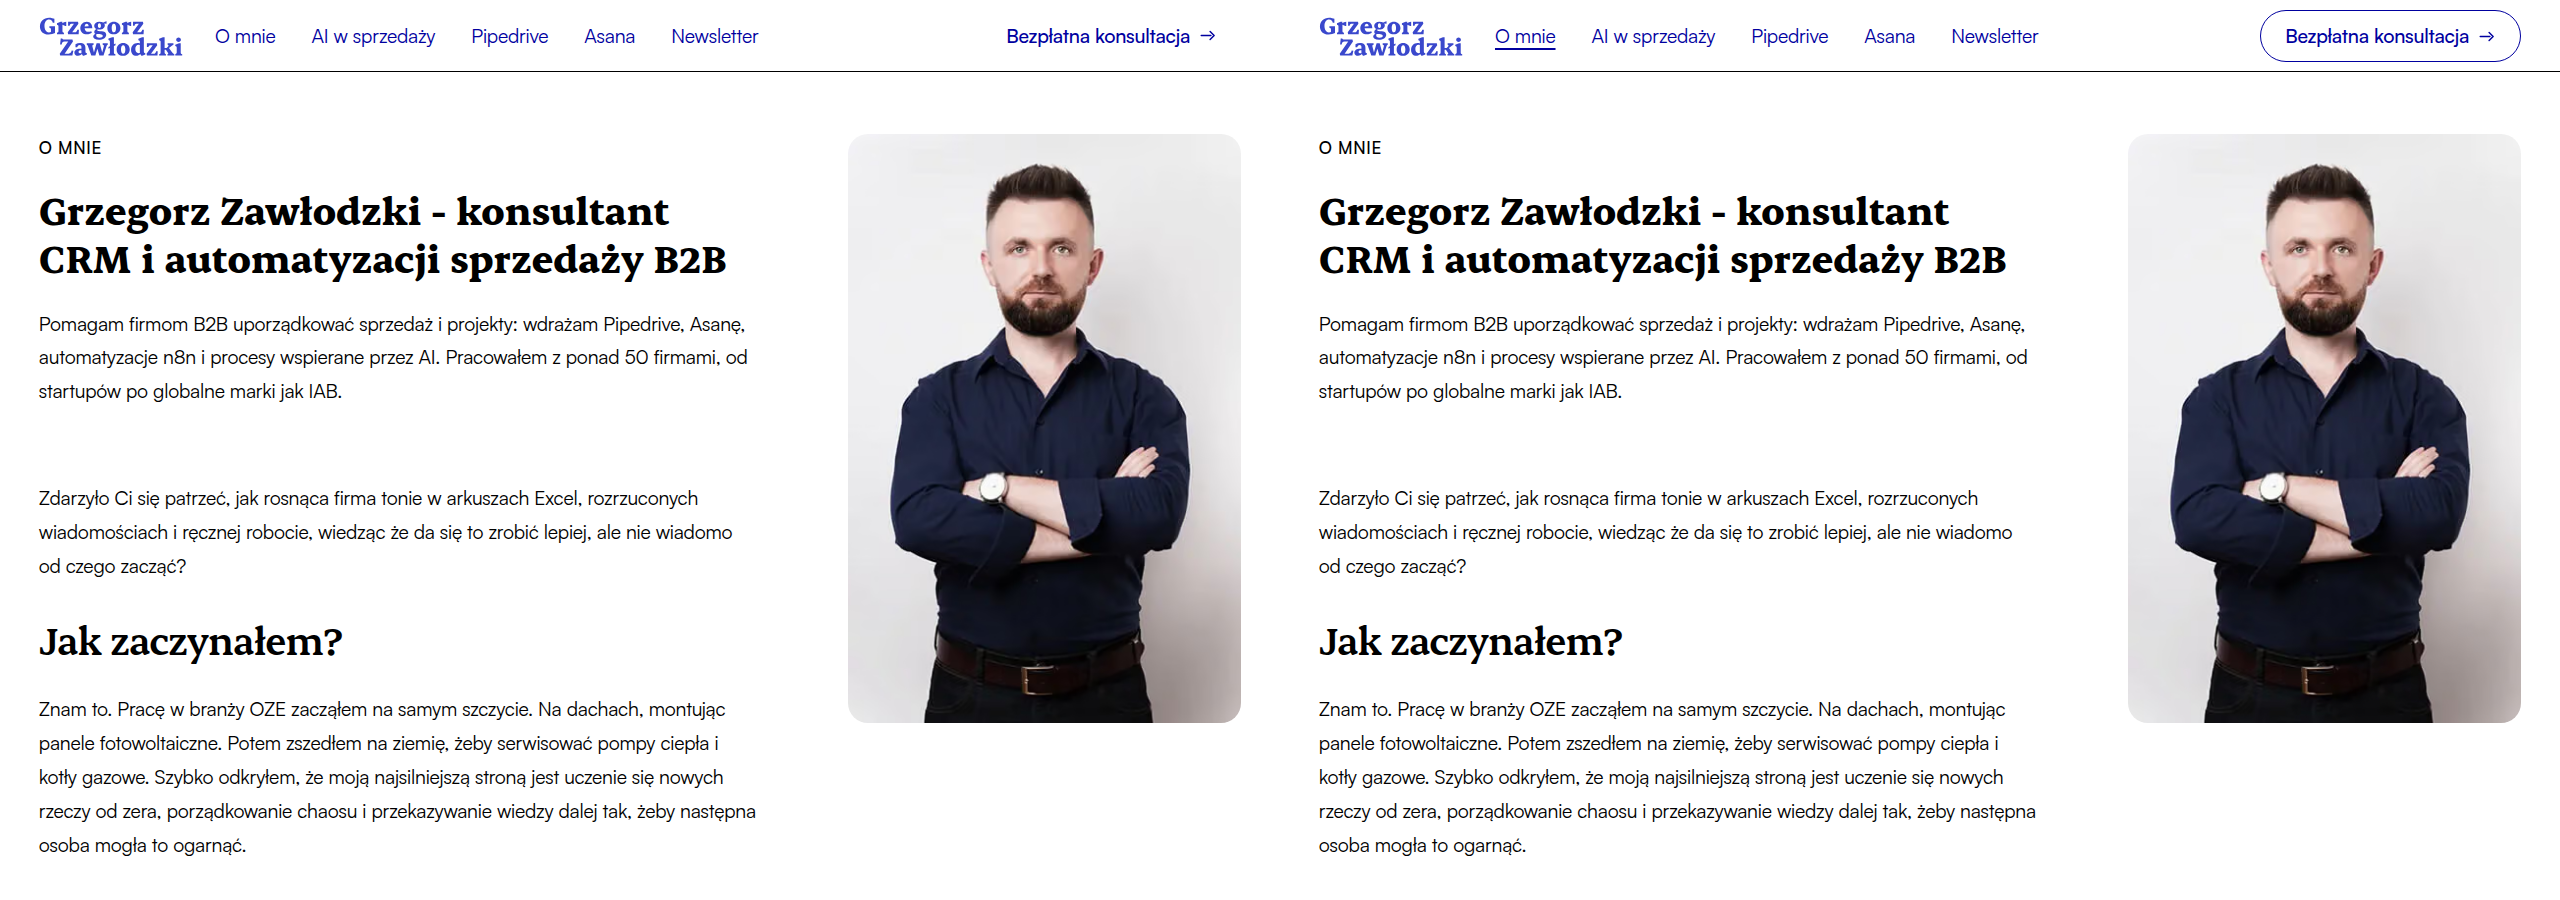 Grzegorz
Zawłodzki
O mnie
AI w sprzedaży
Pipedrive
Asana
Newsletter
Bezpłatna konsultacja →
O MNIE
Grzegorz Zawłodzki - konsultant
CRM i automatyzacji sprzedaży B2B
Pomagam firmom B2B uporządkować sprzedaż i projekty: wdrażam Pipedrive, Asanę,
automatyzacje n8n i procesy wspierane przez AI. Pracowałem z ponad 50 firmami, od
startupów po globalne marki jak IAB.
Zdarzyło Ci się patrzeć, jak rosnąca firma tonie w arkuszach Excel, rozrzuconych
wiadomościach i ręcznej robocie, wiedząc że da się to zrobić lepiej, ale nie wiadomo
od czego zacząć?
Jak zaczynałem?
Znam to. Pracę w branży OZE zacząłem na samym szczycie. Na dachach, montując
panele fotowoltaiczne. Potem zszedłem na ziemię, żeby serwisować pompy ciepła i
kotły gazowe. Szybko odkryłem, że moją najsilniejszą stroną jest uczenie się nowych
rzeczy od zera, porządkowanie chaosu i przekazywanie wiedzy dalej tak, żeby następna
osoba mogła to ogarnąć.
Grzegorz
Zawłodzki
O mnie
AI w sprzedaży
Pipedrive
Asana
Newsletter
Bezpłatna konsultacja →
O MNIE
Grzegorz Zawłodzki - konsultant
CRM i automatyzacji sprzedaży B2B
Pomagam firmom B2B uporządkować sprzedaż i projekty: wdrażam Pipedrive, Asanę,
automatyzacje n8n i procesy wspierane przez AI. Pracowałem z ponad 50 firmami, od
startupów po globalne marki jak IAB.
Zdarzyło Ci się patrzeć, jak rosnąca firma tonie w arkuszach Excel, rozrzuconych
wiadomościach i ręcznej robocie, wiedząc że da się to zrobić lepiej, ale nie wiadomo
od czego zacząć?
Jak zaczynałem?
Znam to. Pracę w branży OZE zacząłem na samym szczycie. Na dachach, montując
panele fotowoltaiczne. Potem zszedłem na ziemię, żeby serwisować pompy ciepła i
kotły gazowe. Szybko odkryłem, że moją najsilniejszą stroną jest uczenie się nowych
rzeczy od zera, porządkowanie chaosu i przekazywanie wiedzy dalej tak, żeby następna
osoba mogła to ogarnąć.